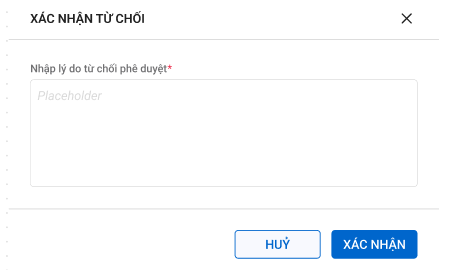 XÁC NHẬN TỪ CHỐI
Nhập lý do từ chối phê duyệt*
Placeholder
HUỶ XÁC NHẬN